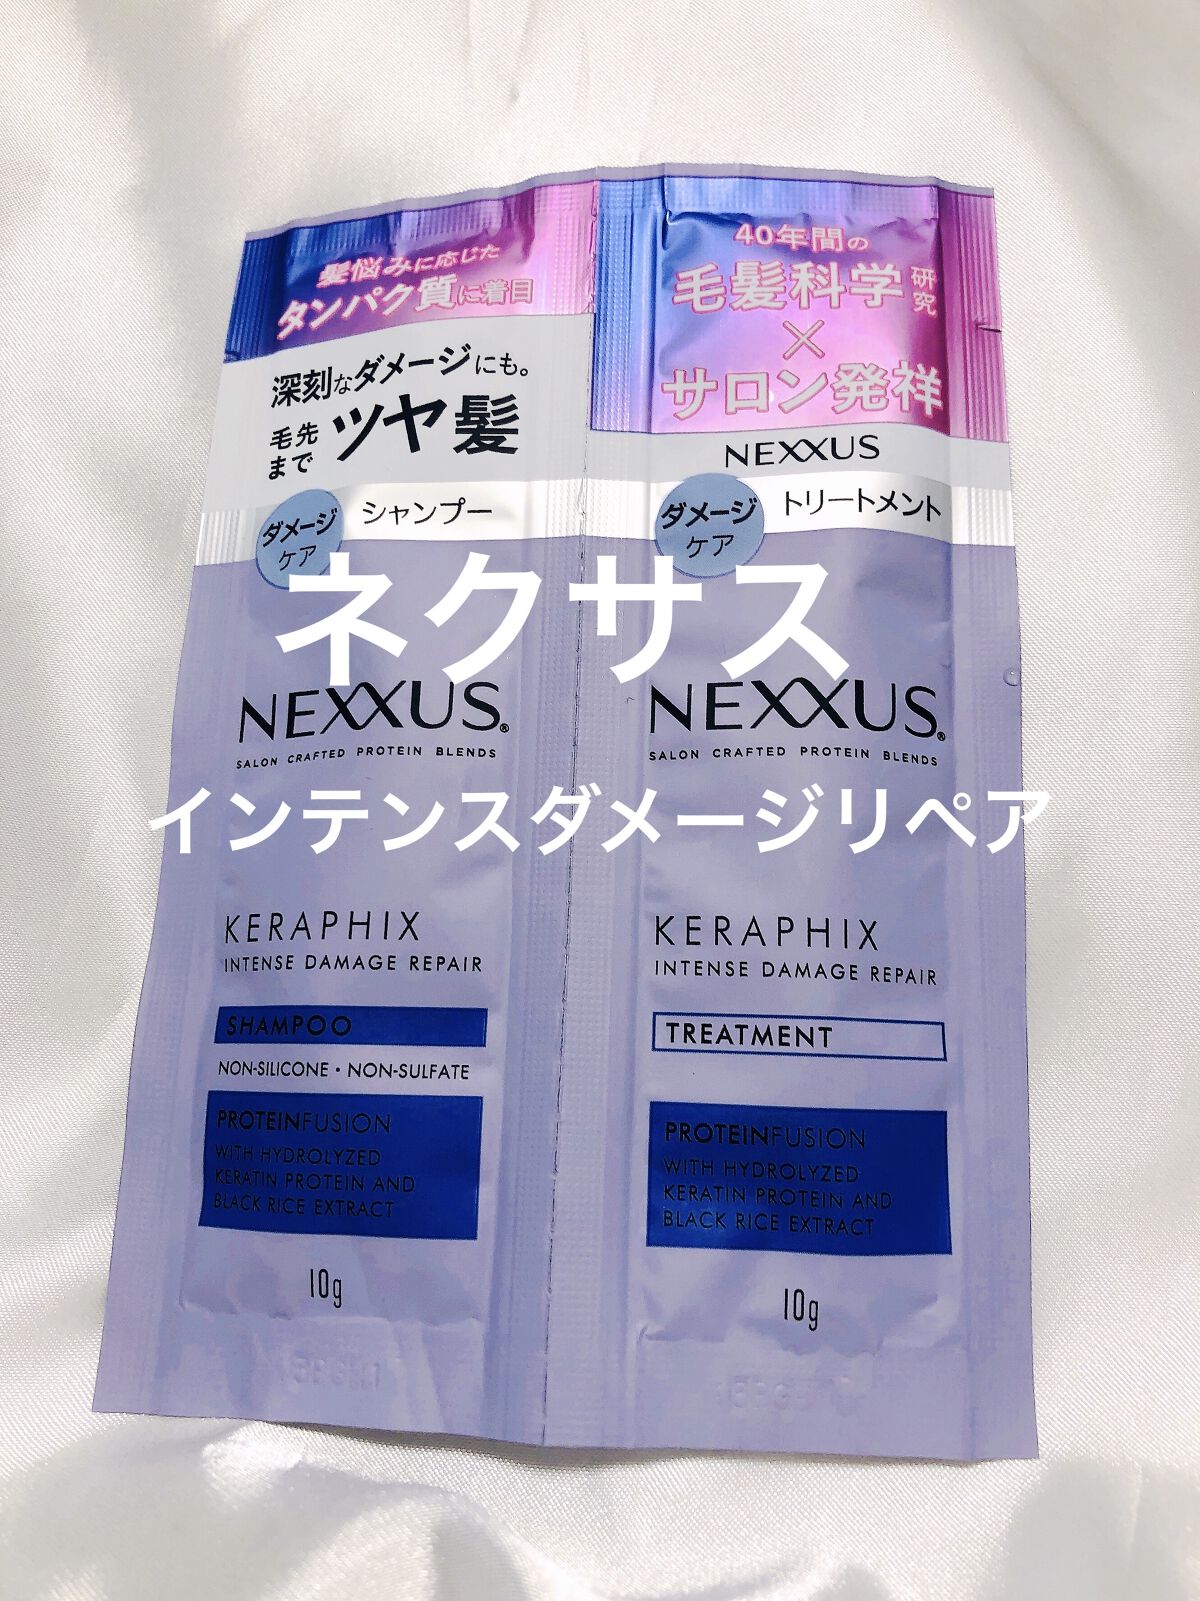 髪悩みに応じた
タンパク質に着目
深刻なダメージにも。
毛先
まで
ツヤ髪
ダメージ
ケア
シャンプー
40年間の
毛髪科学研究
×
サロン発祥
NEXXUS
ダメージ
ケア
トリートメント
ネクサス
NEXXUS®
SALON CRAFTED PROTEIN BLENDS
NEXXUS®
SALON CRAFTED PROTEIN BLENDS
インテンスダメージリペア
KERAPHIX
INTENSE DAMAGE REPAIR
SHAMPOO
NON-SILICONE・NON-SULFATE
PROTEINFUSION
WITH HYDROLYZED
KERATIN PROTEIN AND
BLACK RICE EXTRACT
10g
KERAPHIX
INTENSE DAMAGE REPAIR
TREATMENT
PROTEINFUSION
WITH HYDROLYZED
KERATIN PROTEIN AND
BLACK RICE EXTRACT
10g